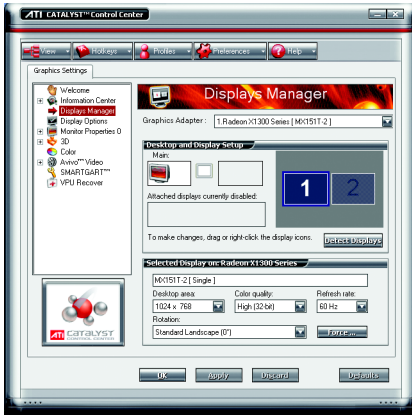 ATI CATALYST™ Control Center
View Hotkeys Profiles Preferences Help
Graphics Settings
Welcome
Information Center
Displays Manager
Display Options
Monitor Properties 0
3D
Color
Avivo™ Video
SMARTGART™
VPU Recover
Displays Manager
Graphics Adapter : 1.Radeon X1300 Series [ MX151T-2 ]
Desktop and Display Setup
Main:
Attached displays currently disabled:
1 2
To make changes, drag or right-click the display icons.
Detect Displays
Selected Display on: Radeon X1300 Series
MX151T-2 [ Single ]
Desktop area: Color quality: Refresh rate:
1024 x 768 High (32-bit) 60 Hz
Rotation:
Standard Landscape (0°)
Force ...
ATI CATALYST
CONTROL CENTER
OK Apply Discard Defaults